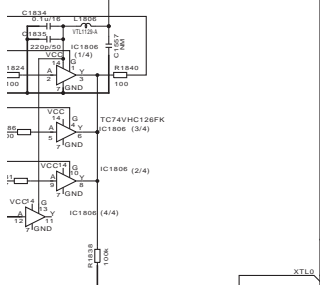 C1834
0.1u/16
L1806
VTL1129-A
C1835
220p/50
C1557
NM
IC1806
VCC
(1/4)
14
G
1
R1824
A
2
Y
3
R1840
100
100
7
GND
VCC
14
G
4
TC74VHC126FK
IC1806 (3/4)
A
5
Y
6
7
GND
VCC
14
G
10
IC1806 (2/4)
A
9
Y
8
7
GND
VCC
14
G
13
IC1806 (4/4)
A
12
Y
11
7
GND
R1838
100k
XTL0